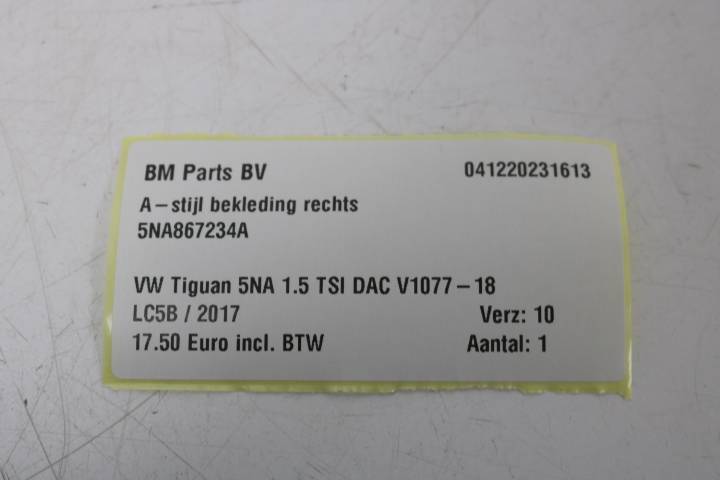 BM Parts BV 041220231613
A-stijl bekleding rechts
5NA867234A
VW Tiguan 5NA 1.5 TSI DAC V1077-18
LC5B / 2017 Verz: 10
17.50 Euro incl. BTW Aantal: 1